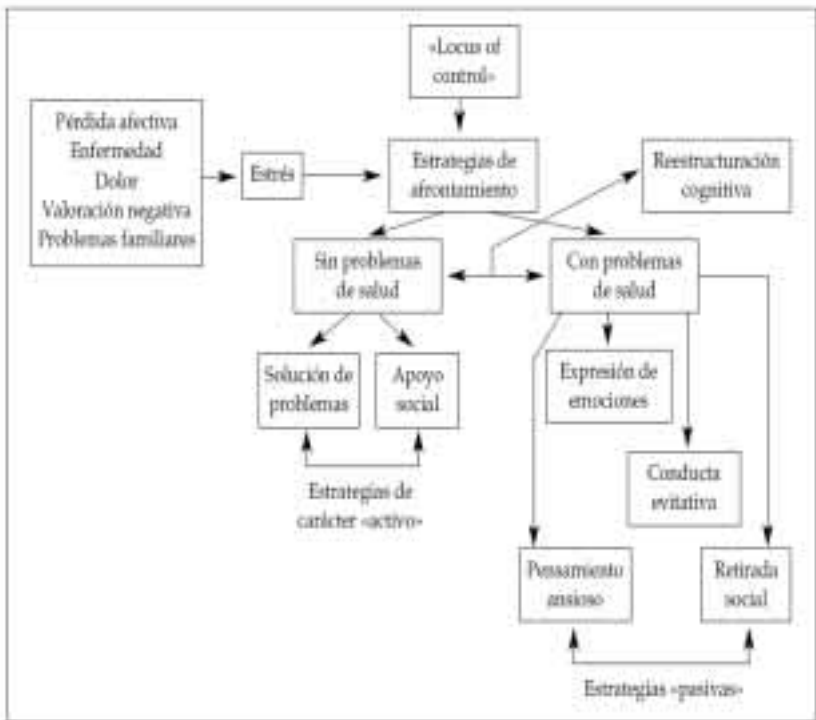 «Locus of
control»
Pérdida afectiva
Enfermedad
Dolor
Valoración negativa
Problemas familiares
Estrés
Estrategias de
afrontamiento
Reestructuración
cognitiva
Sin problemas
de salud
Con problemas
de salud
Solución de
problemas
Apoyo
social
Expresión de
emociones
Estrategias de
carácter «activo»
Conducta
evitativa
Pensamiento
ansioso
Retirada
social
Estrategias «pasivas»